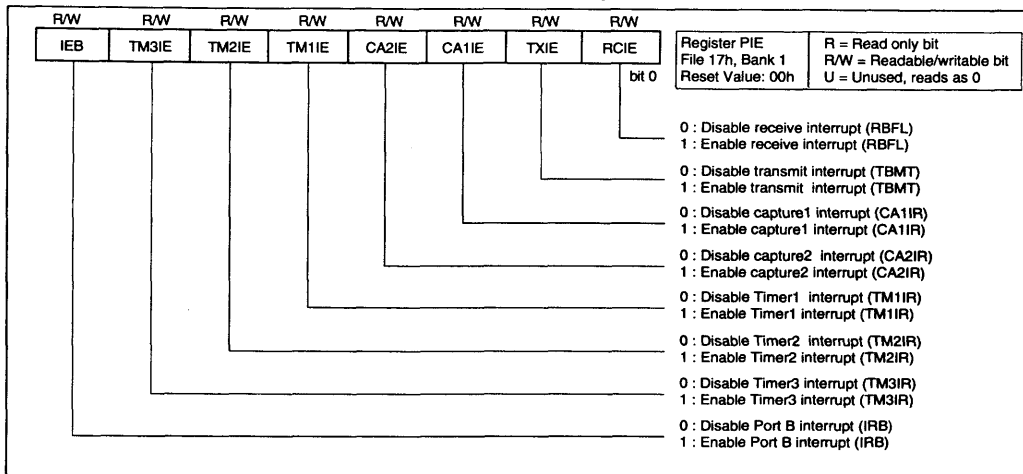 R/W R/W R/W R/W R/W R/W R/W R/W
IEB TM3IE TM2IE TM1IE CA2IE CA1IE TXIE RCIE
bit 0
Register PIE
File 17h, Bank 1
Reset Value: 00h
R = Read only bit
R/W = Readable/writable bit
U = Unused, reads as 0
0 : Disable receive interrupt (RBFL)
1 : Enable receive interrupt (RBFL)
0 : Disable transmit interrupt (TBMT)
1 : Enable transmit interrupt (TBMT)
0 : Disable capture1 interrupt (CA1IR)
1 : Enable capture1 interrupt (CA1IR)
0 : Disable capture2 interrupt (CA2IR)
1 : Enable capture2 interrupt (CA2IR)
0 : Disable Timer1 interrupt (TM1IR)
1 : Enable Timer1 interrupt (TM1IR)
0 : Disable Timer2 interrupt (TM2IR)
1 : Enable Timer2 interrupt (TM2IR)
0 : Disable Timer3 interrupt (TM3IR)
1 : Enable Timer3 interrupt (TM3IR)
0 : Disable Port B interrupt (IRB)
1 : Enable Port B interrupt (IRB)